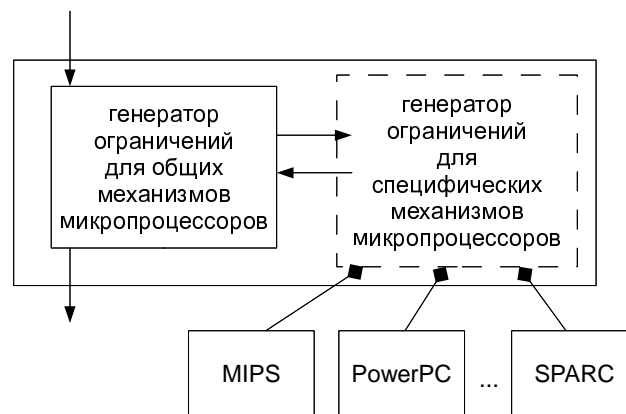 генератор
ограничений
для общих
механизмов
микропроцессоров
генератор
ограничений
для
специфических
механизмов
микропроцессоров
MIPS
PowerPC
...
SPARC